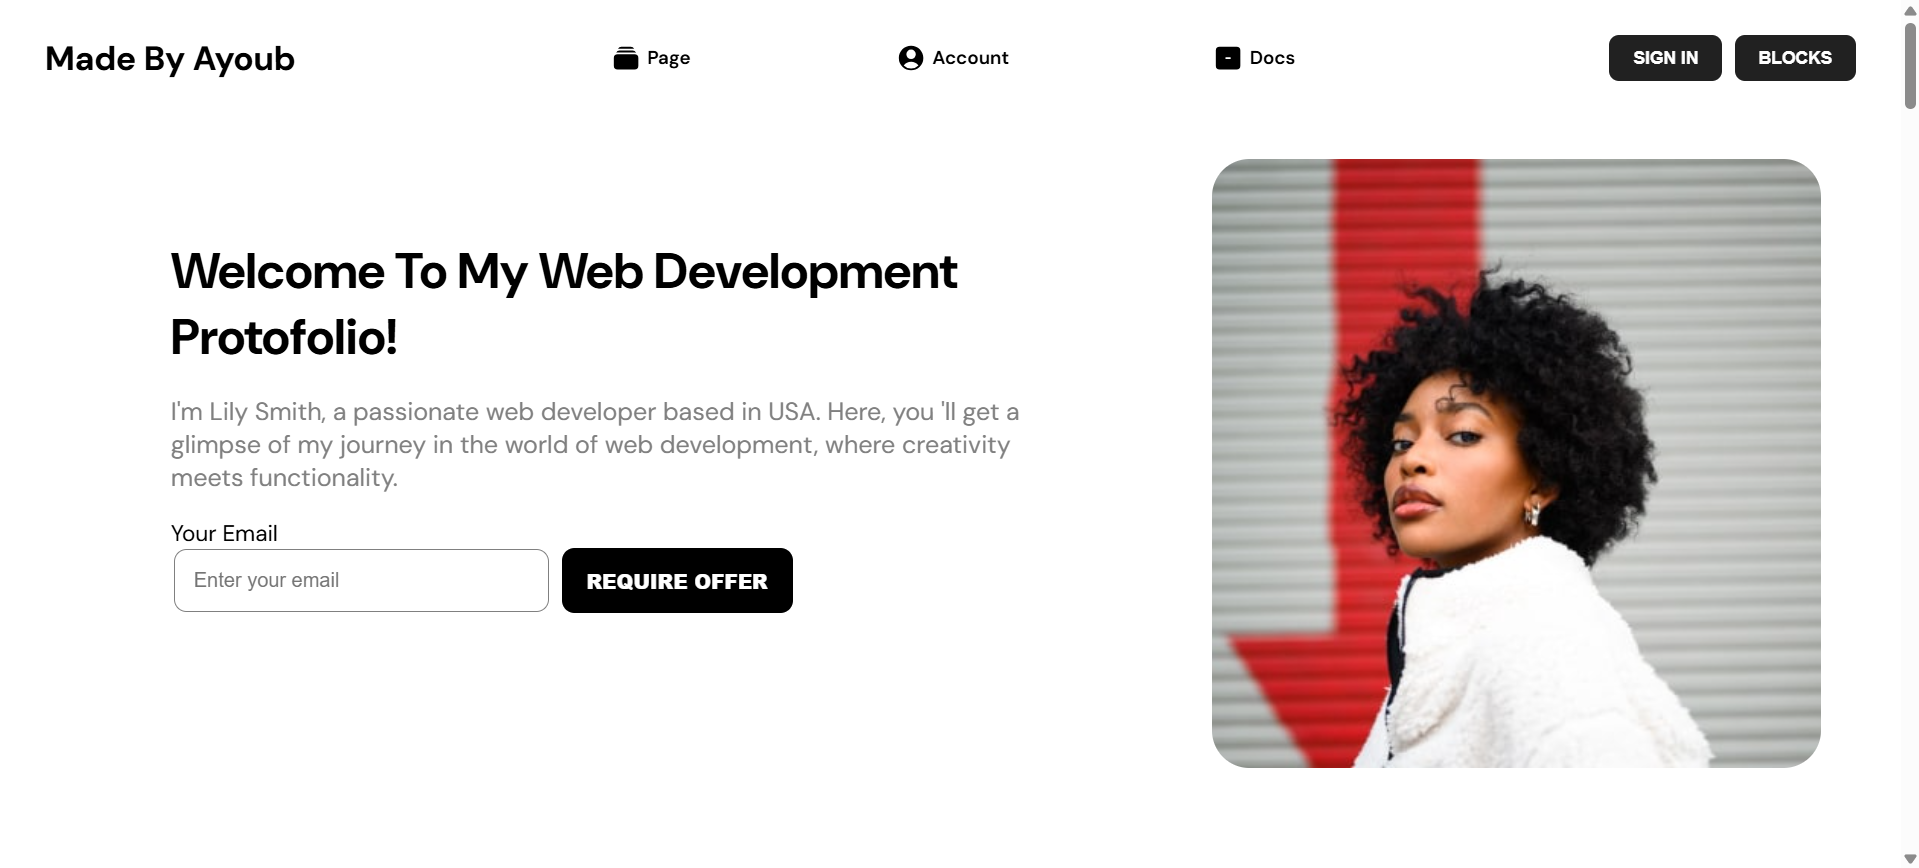 Made By Ayoub
Page
Account
Docs
SIGN IN
BLOCKS
Welcome To My Web Development
Protofolio!
I'm Lily Smith, a passionate web developer based in USA. Here, you 'll get a
glimpse of my journey in the world of web development, where creativity
meets functionality.
Your Email
Enter your email
REQUIRE OFFER